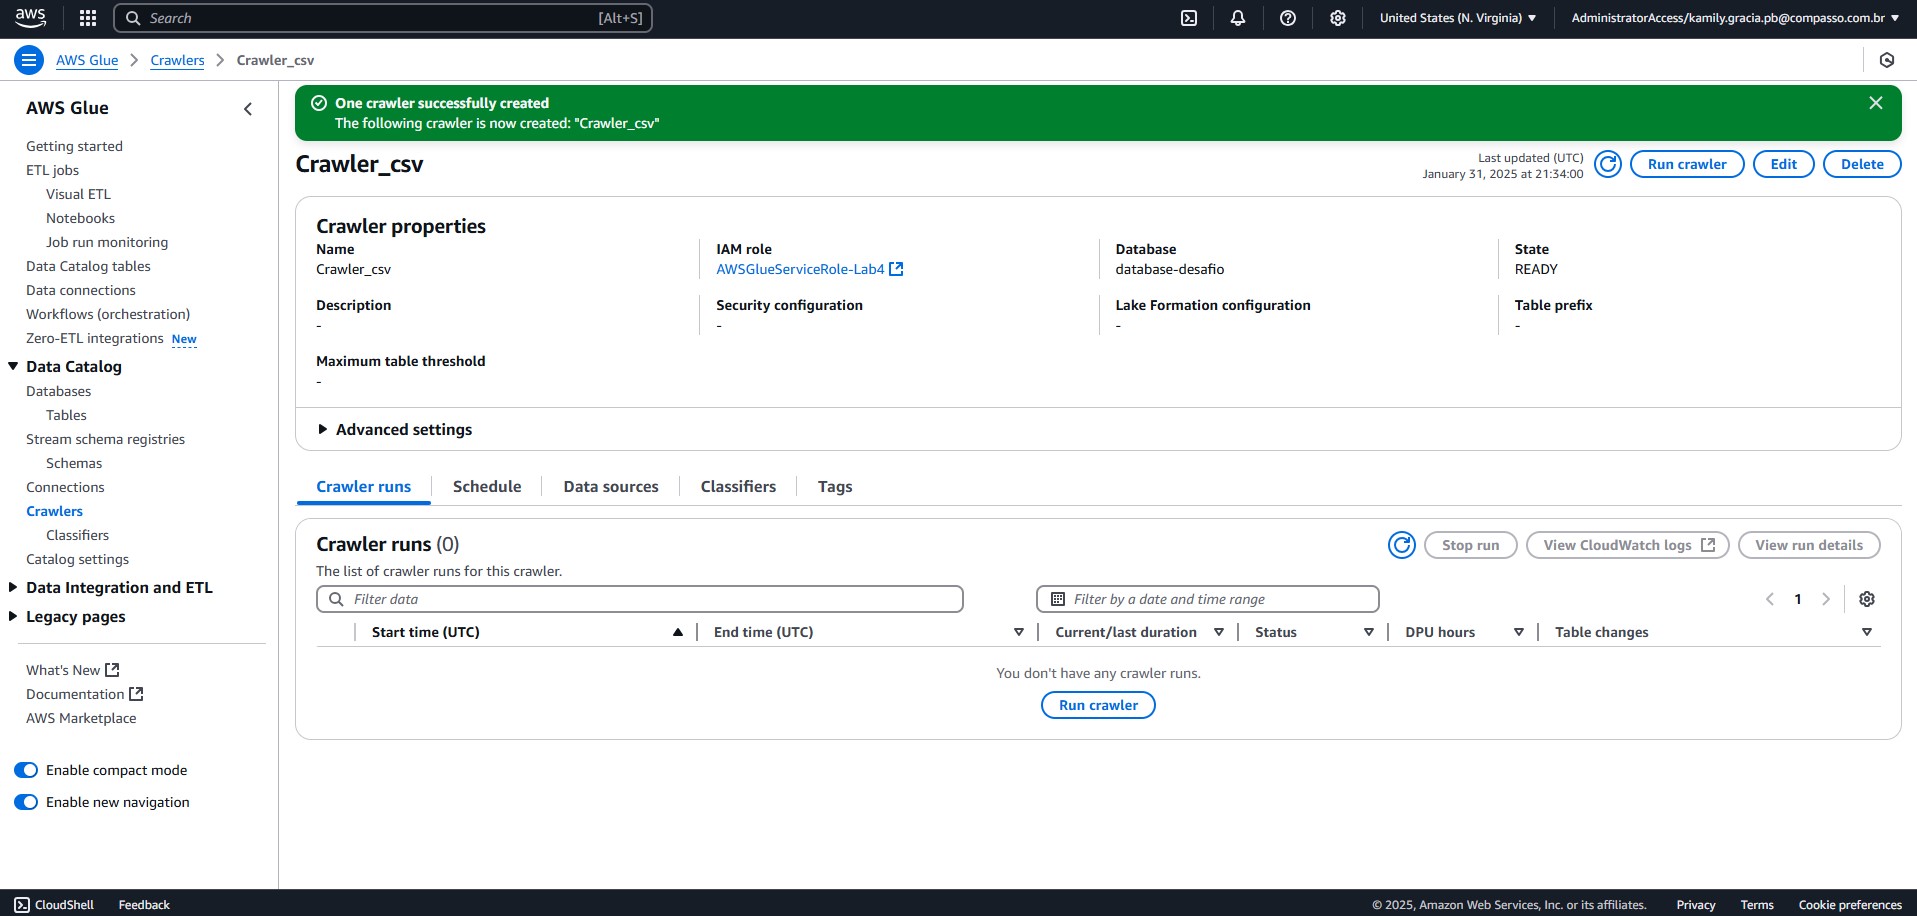 aws
Search [Alt+S]
United States (N. Virginia)
AdministratorAccess/kamily.gracia.pb@compasso.com.br
AWS Glue
Crawlers
Crawler_csv
AWS Glue
Getting started
ETL jobs
Visual ETL
Notebooks
Job run monitoring
Data Catalog tables
Data connections
Workflows (orchestration)
Zero-ETL integrations New
Data Catalog
Databases
Tables
Stream schema registries
Schemas
Connections
Crawlers
Classifiers
Catalog settings
Data Integration and ETL
Legacy pages
What's New
Documentation
AWS Marketplace
Enable compact mode
Enable new navigation
One crawler successfully created
The following crawler is now created: "Crawler_csv"
Crawler_csv
Last updated (UTC)
January 31, 2025 at 21:34:00
Run crawler
Edit
Delete
Crawler properties
Name
Crawler_csv
IAM role
AWSGlueServiceRole-Lab4
Database
database-desafio
State
READY
Description
-
Security configuration
-
Lake Formation configuration
-
Table prefix
-
Maximum table threshold
-
Advanced settings
Crawler runs
Schedule
Data sources
Classifiers
Tags
Crawler runs (0)
The list of crawler runs for this crawler.
Stop run
View CloudWatch logs
View run details
Filter data
Filter by a date and time range
1
Start time (UTC)
End time (UTC)
Current/last duration
Status
DPU hours
Table changes
You don't have any crawler runs.
Run crawler
CloudShell
Feedback
© 2025, Amazon Web Services, Inc. or its affiliates.
Privacy
Terms
Cookie preferences